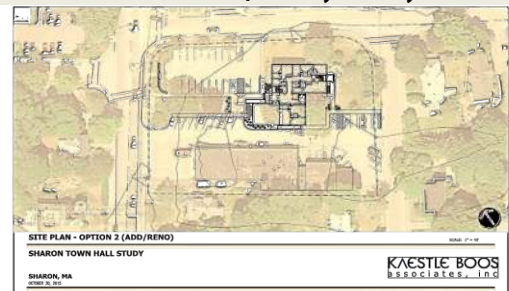 SITE PLAN - OPTION 2 (ADD/RENO)
SHARON TOWN HALL STUDY
SHARON, MA
KAESTLE BOOS
associates, inc